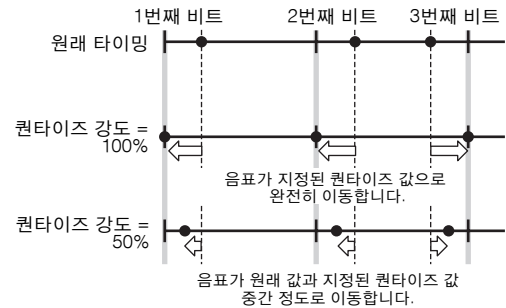 1번째 비트 2번째 비트 3번째 비트
원래 타이밍
퀀타이즈 강도 =
100%
음표가 지정된 퀀타이즈 값으로
완전히 이동합니다.
퀀타이즈 강도 =
50%
음표가 원래 값과 지정된 퀀타이즈 값
중간 정도로 이동합니다.